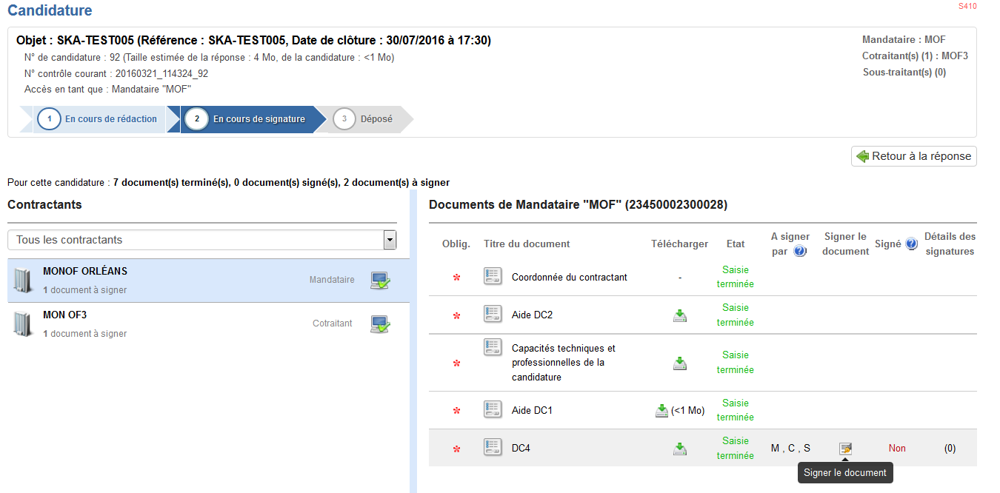 Candidature
S410
Objet : SKA-TEST005 (Référence : SKA-TEST005, Date de clôture : 30/07/2016 à 17:30)
N° de candidature : 92 (Taille estimée de la réponse : 4 Mo, de la candidature : <1 Mo)
N° contrôle courant : 20160321_114324_92
Accès en tant que : Mandataire "MOF"
Mandataire : MOF
Cotraitant(s) (1) : MOF3
Sous-traitant(s) (0)
1 En cours de rédaction
2 En cours de signature
3 Déposé
Retour à la réponse
Pour cette candidature : 7 document(s) terminé(s), 0 document(s) signé(s), 2 document(s) à signer
Contractants
Tous les contractants
MONOF ORLÉANS
1 document à signer
Mandataire
MON OF3
1 document à signer
Cotraitant
Documents de Mandataire "MOF" (23450002300028)
Oblig. Titre du document Télécharger Etat A signer par ? Signer le document Signé ? Détails des signatures
* Coordonnée du contractant - Saisie terminée
* Aide DC2 Saisie terminée
* Capacités techniques et
professionnelles de la
candidature
Saisie terminée
* Aide DC1 (<1 Mo) Saisie terminée
* DC4 Saisie terminée M , C , S Non (0)
Signer le document